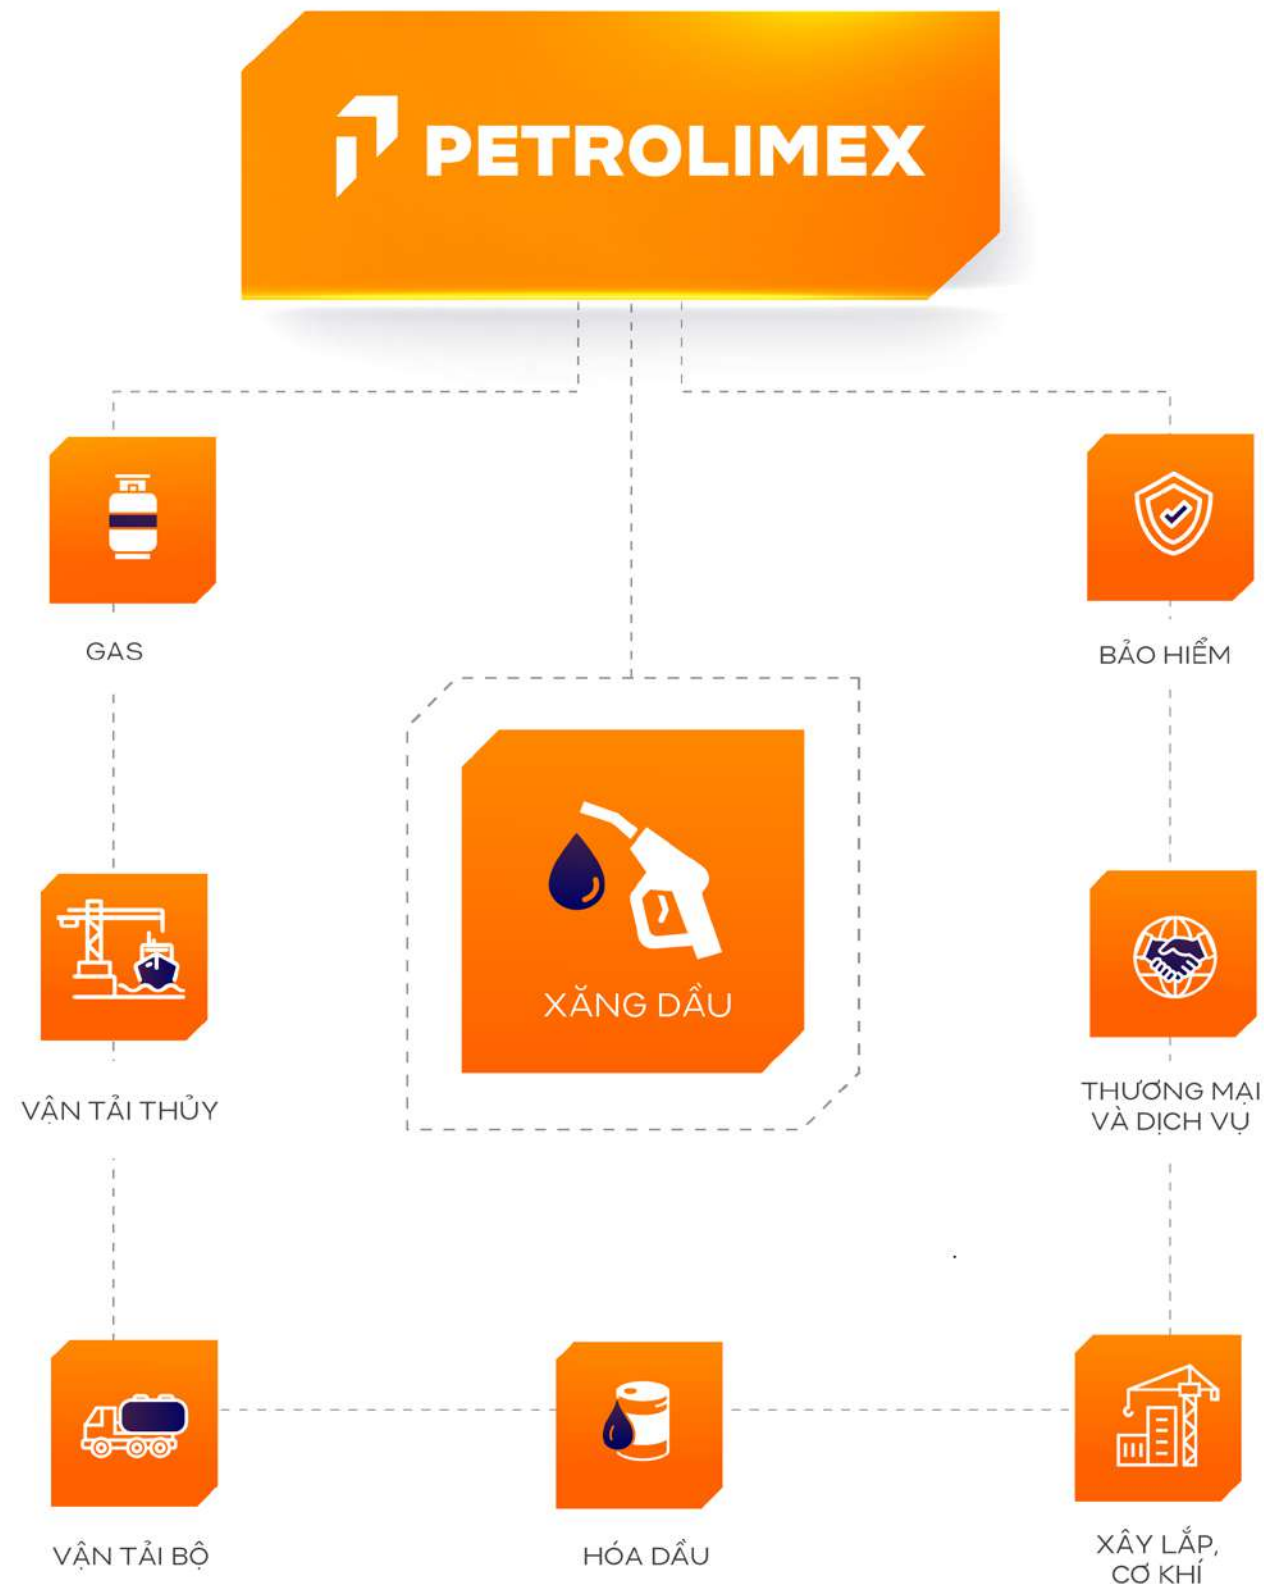 PETROLIMEX
GAS
BẢO HIỂM
XĂNG DẦU
VẬN TẢI THỦY
THƯƠNG MẠI
VÀ DỊCH VỤ
VẬN TẢI BỘ
HÓA DẦU
XÂY LẮP,
CƠ KHÍ